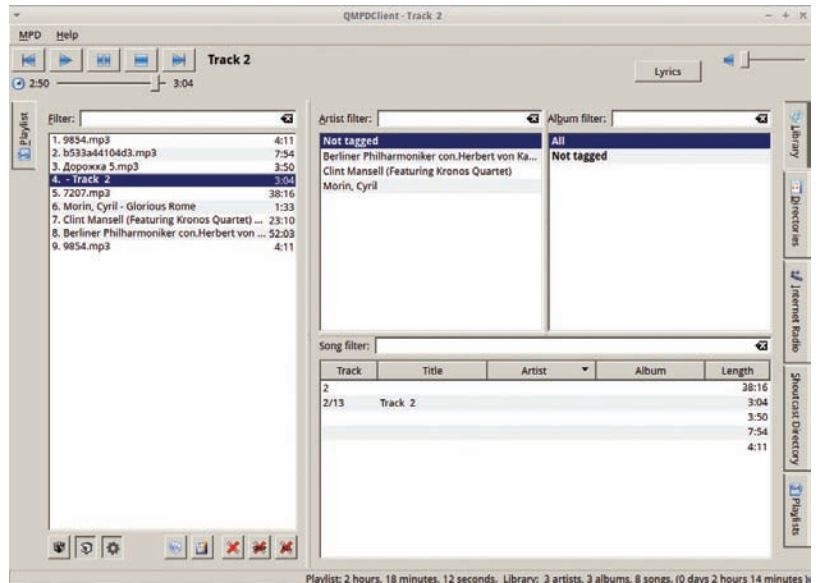 QMPDClient - Track 2
MPD Help
Track 2
Lyrics
2:50 3:04
Playlist
Filter:
1. 9854.mp3 4:11
2. b533a44104d3.mp3 7:54
3. Дорожка 5.mp3 3:50
4. - Track 2 3:04
5. 7207.mp3 38:16
6. Morin, Cyril - Glorious Rome 1:33
7. Clint Mansell (Featuring Kronos Quartet) ... 23:10
8. Berliner Philharmoniker con.Herbert von ... 52:03
9. 9854.mp3 4:11
Artist filter:
Not tagged
Berliner Philharmoniker con.Herbert von Ka...
Clint Mansell (Featuring Kronos Quartet)
Morin, Cyril
Album filter:
All
Not tagged
Song filter:
Track Title Artist Album Length
2 38:16
2/13 Track 2 3:04
3:50
7:54
4:11
Library
Directories
Internet Radio
Shoutcast Directory
Playlists
Playlist: 2 hours, 18 minutes, 12 seconds. Library: 3 artists, 3 albums, 8 songs. (0 days 2 hours 14 minutes